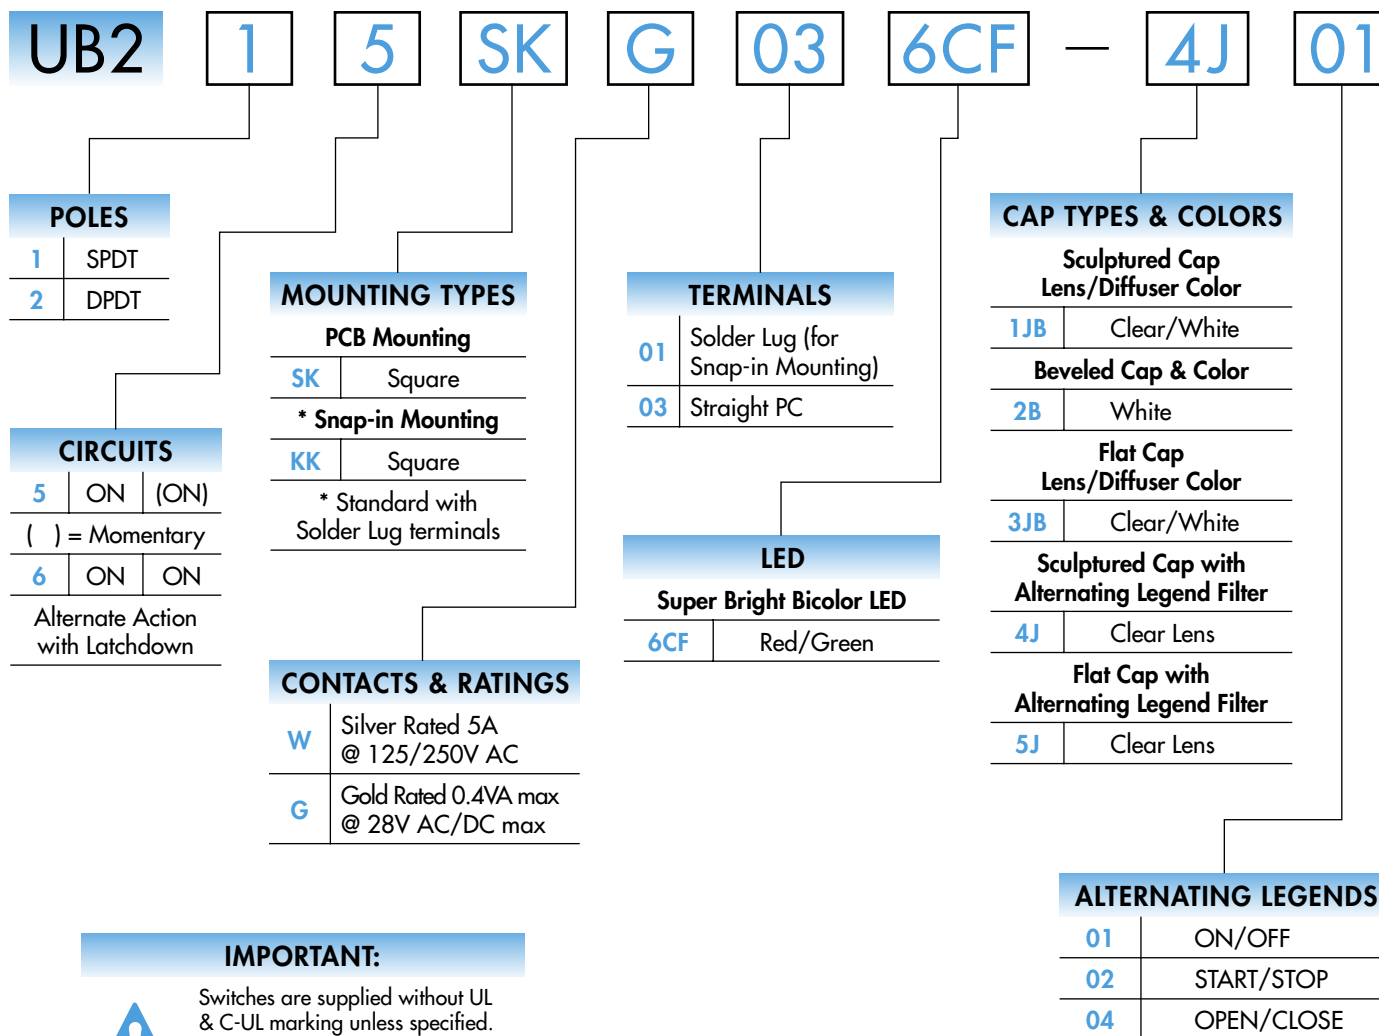 UB2 1 5 SK G 03 6CF – 4J 01
POLES
1 SPDT
2 DPDT
CIRCUITS
5 ON (ON)
( ) = Momentary
6 ON ON
Alternate Action
with Latchdown
MOUNTING TYPES
PCB Mounting
SK Square
* Snap-in Mounting
KK Square
* Standard with
Solder Lug terminals
CONTACTS & RATINGS
W Silver Rated 5A
@ 125/250V AC
G Gold Rated 0.4VA max
@ 28V AC/DC max
TERMINALS
01 Solder Lug (for
Snap-in Mounting)
03 Straight PC
LED
Super Bright Bicolor LED
6CF Red/Green
CAP TYPES & COLORS
Sculptured Cap
Lens/Diffuser Color
1JB Clear/White
Beveled Cap & Color
2B White
Flat Cap
Lens/Diffuser Color
3JB Clear/White
Sculptured Cap with
Alternating Legend Filter
4J Clear Lens
Flat Cap with
Alternating Legend Filter
5J Clear Lens
ALTERNATING LEGENDS
01 ON/OFF
02 START/STOP
04 OPEN/CLOSE
IMPORTANT:
Switches are supplied without UL
& C-UL marking unless specified.